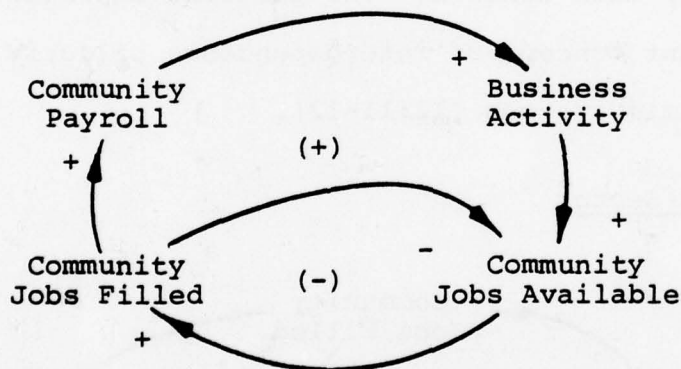 Community
Payroll
+
Business
Activity
+
(+)
+
-
Community
Jobs Filled
(-)
Community
Jobs Available
+